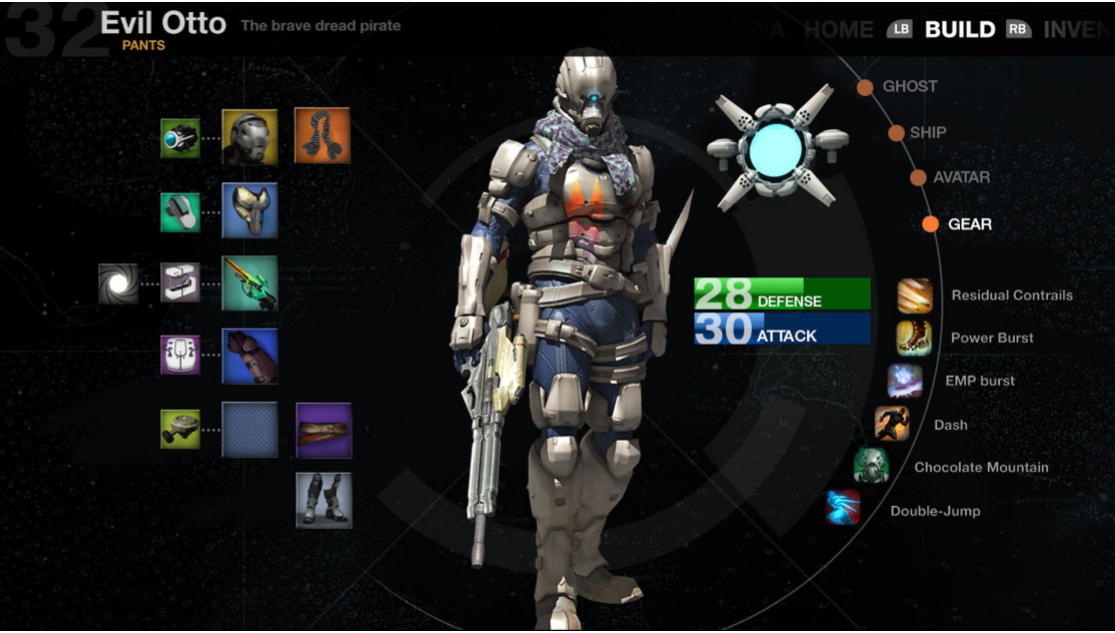 32
Evil Otto The brave dread pirate
PANTS
HOME LB BUILD RB INVEN
GHOST
SHIP
AVATAR
GEAR
28 DEFENSE
30 ATTACK
Residual Contrails
Power Burst
EMP burst
Dash
Chocolate Mountain
Double-Jump